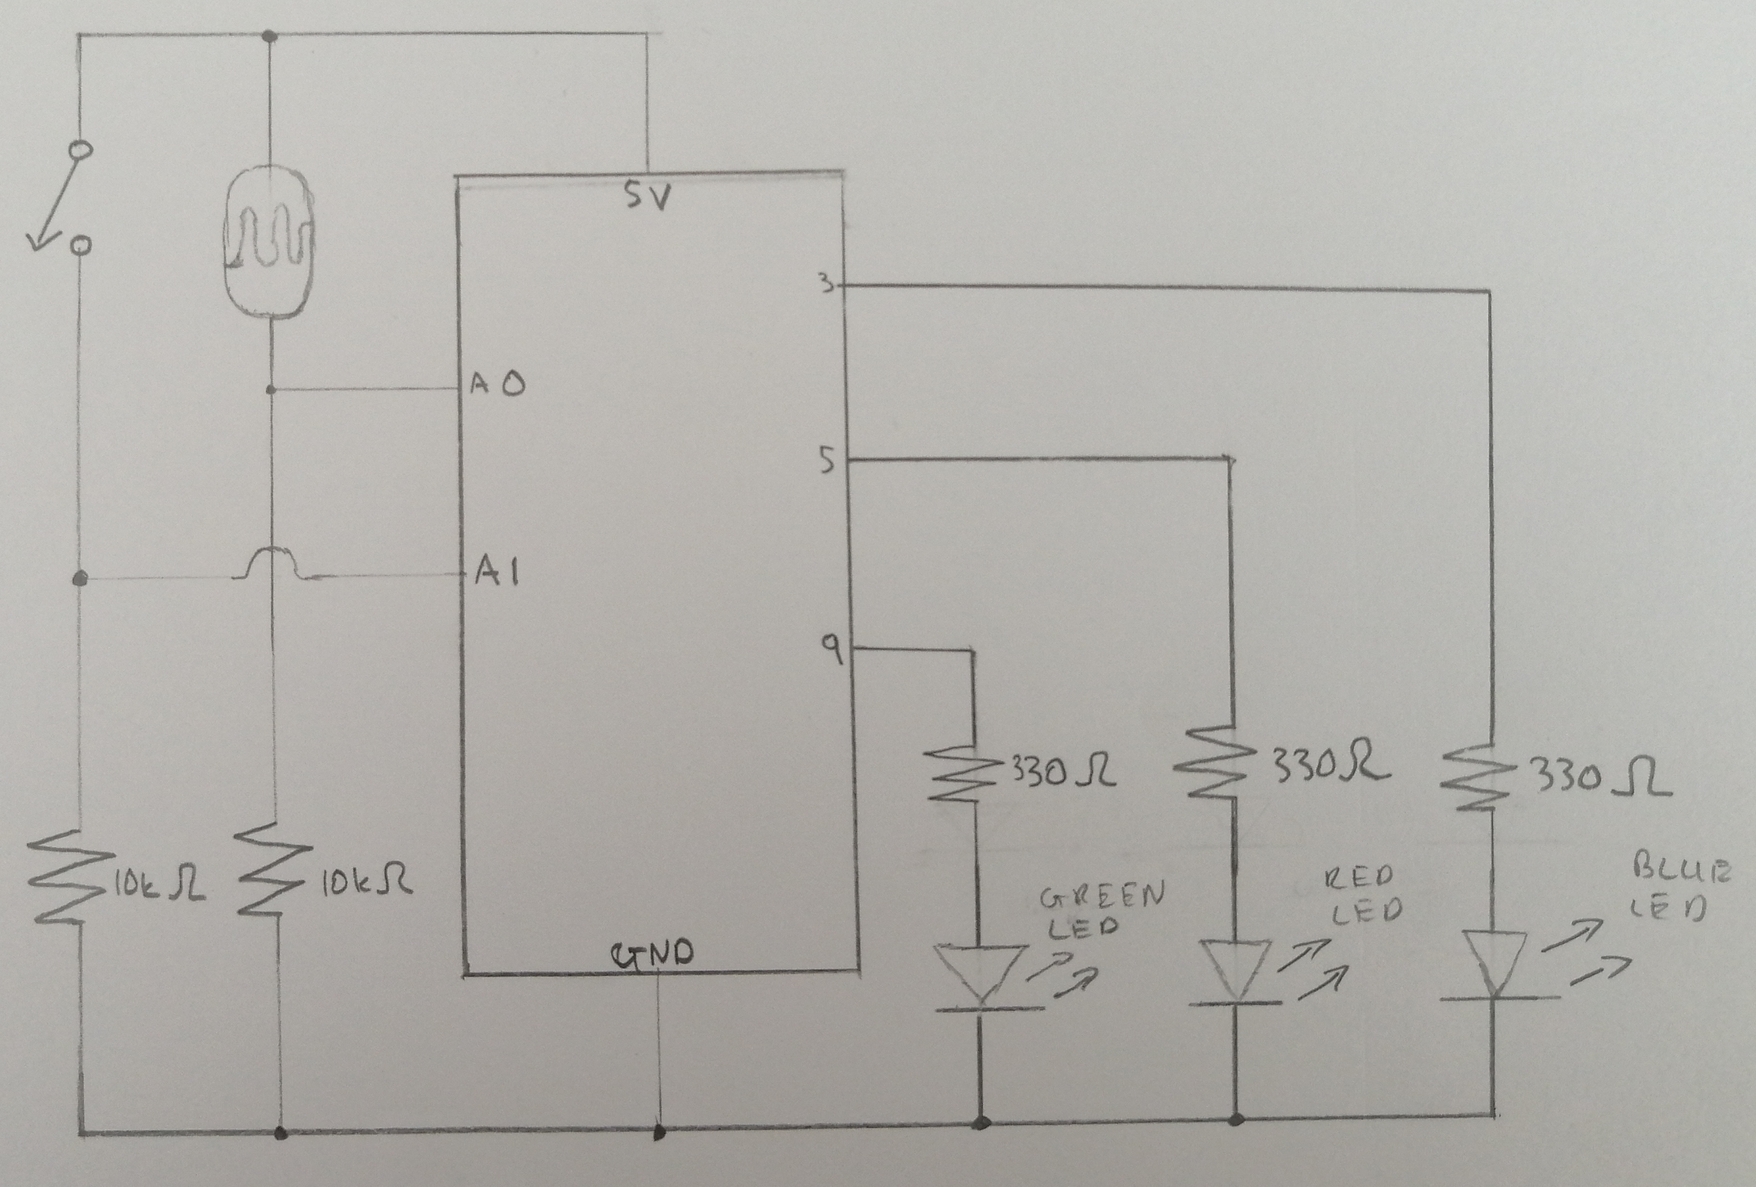 5V
3
A0
5
A1
9
330Ω
330Ω
330Ω
10kΩ
10kΩ
GREEN
LED
RED
LED
BLUE
LED
GND